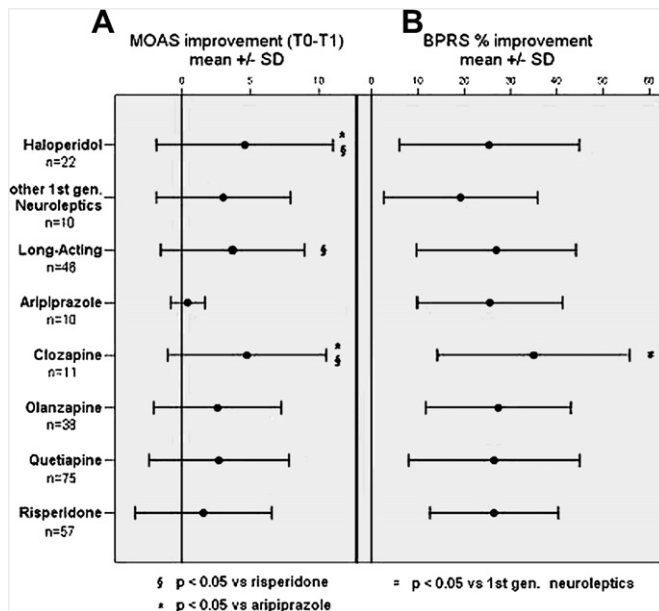 A
MOAS improvement (T0-T1)
mean +/- SD
0 5 10
B
BPRS % improvement
mean +/- SD
0 10 20 30 40 50 60
Haloperidol
n=22
*
§
other 1st gen.
Neuroleptics
n=10
Long-Acting
n=46
§
Aripiprazole
n=10
Clozapine
n=11
*
§
#
Olanzapine
n=38
Quetiapine
n=75
Risperidone
n=57
§ p < 0.05 vs risperidone
* p < 0.05 vs aripiprazole
# p < 0.05 vs 1st gen. neuroleptics